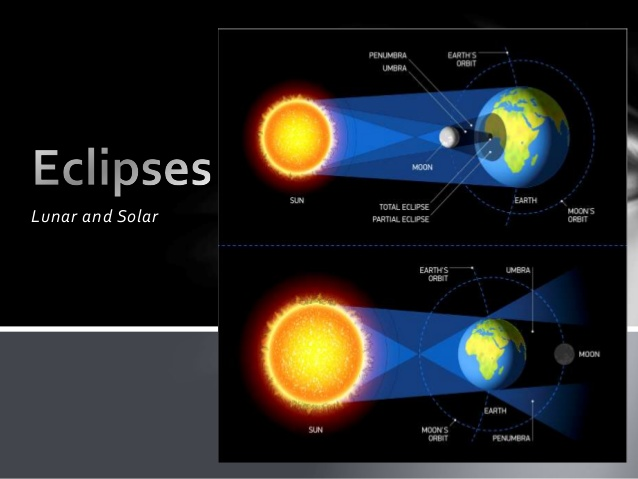 Eclipses
Lunar and Solar
PENUMBRA
UMBRA
EARTH'S
ORBIT
MOON
SUN
TOTAL ECLIPSE
PARTIAL ECLIPSE
EARTH
MOON'S
ORBIT
EARTH'S
ORBIT
UMBRA
MOON
EARTH
MOON'S
ORBIT
SUN
PENUMBRA